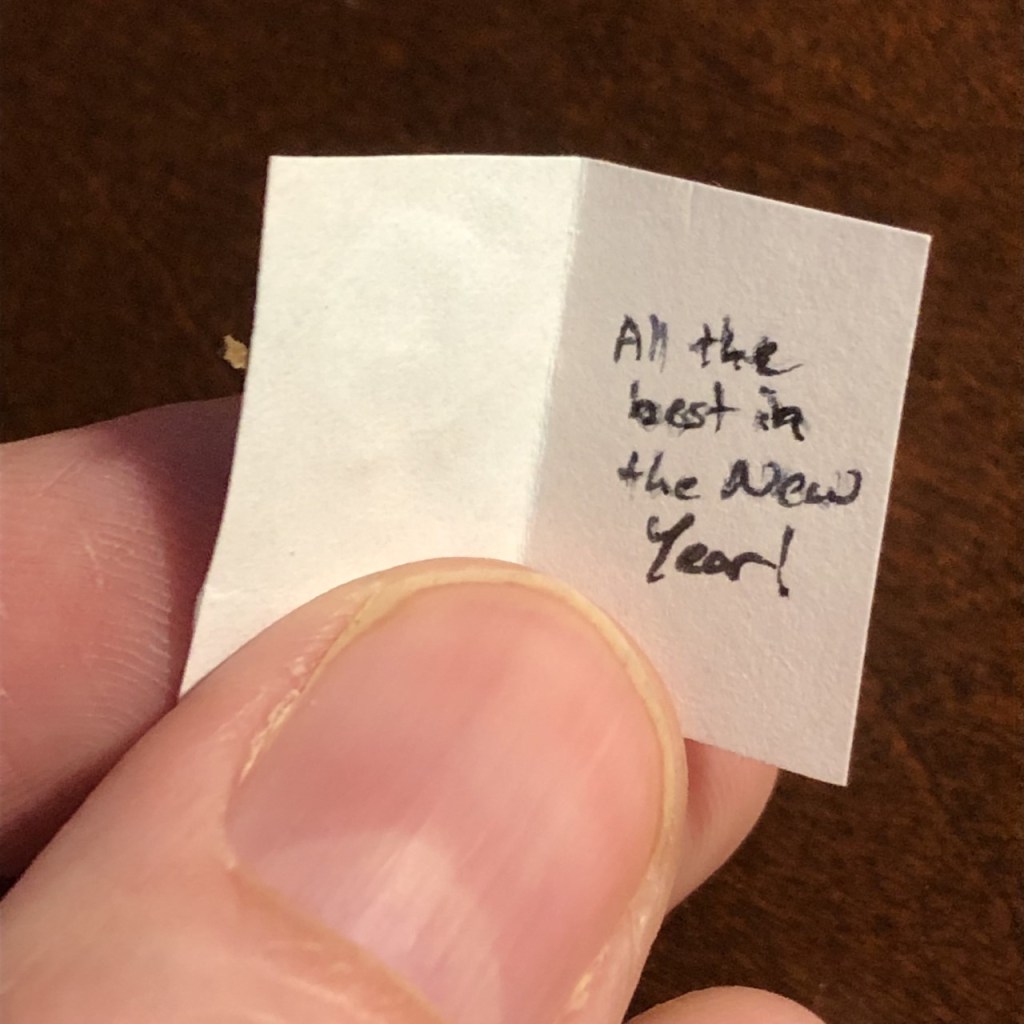 All the
best in
the New
Year!